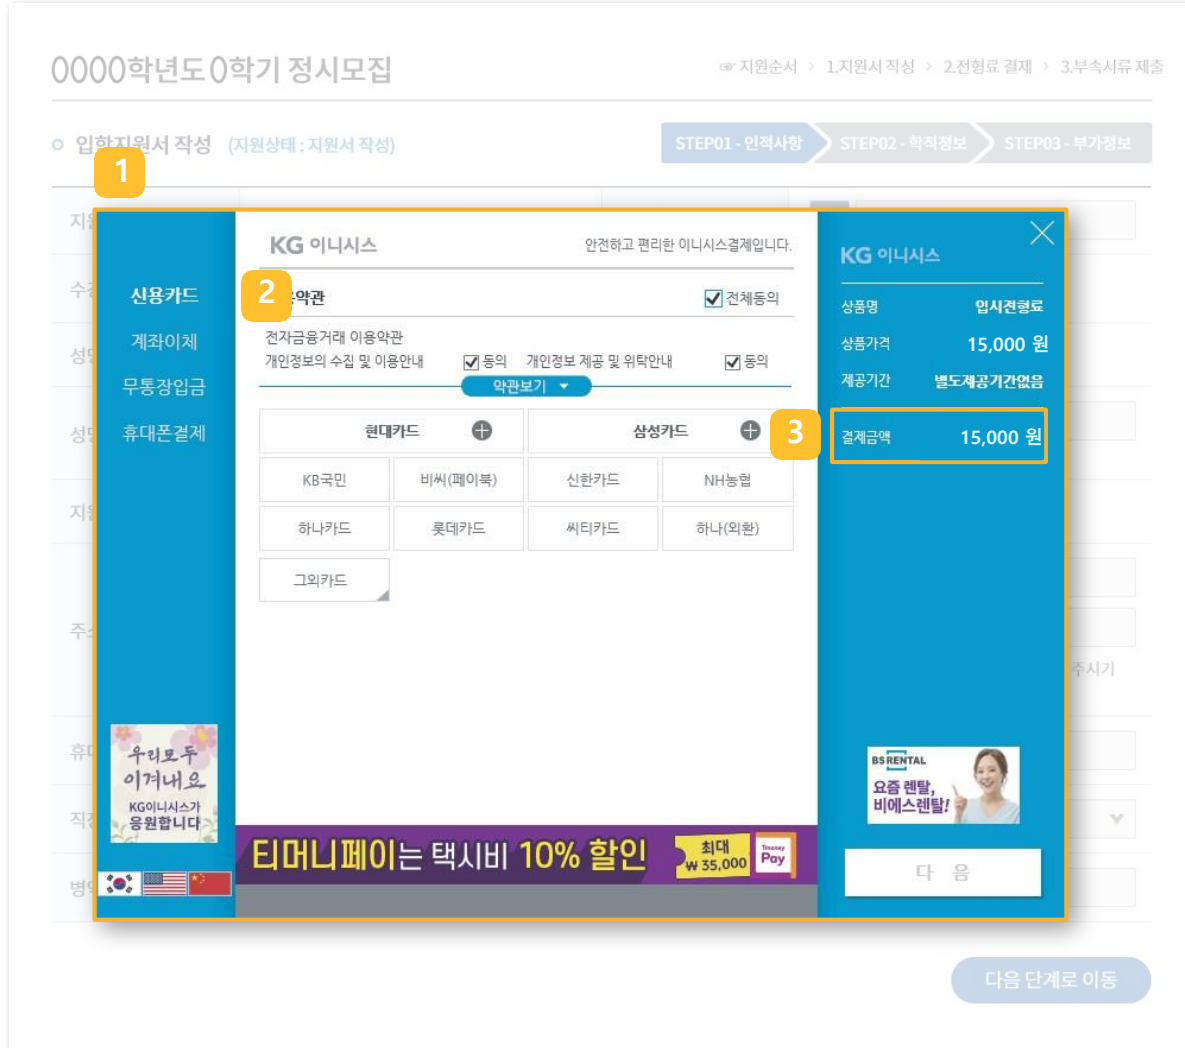 0000학년도 0학기 정시모집
☞ 지원순서 > 1.지원서 작성 > 2.전형료 결제 > 3.부속서류 제출
입학지원서 작성 (지원상태 : 지원서 작성)
STEP01 - 인적사항 STEP02 - 학적정보 STEP03 - 부가정보
1
신용카드
계좌이체
무통장입금
휴대폰결제
우리모두
이겨내요
KG이니시스가
응원합니다
KG 이니시스
안전하고 편리한 이니시스결제입니다.
2
약관
전체동의
전자금융거래 이용약관
개인정보의 수집 및 이용안내 동의 개인정보 제공 및 위탁안내 동의
약관보기
현대카드 삼성카드
KB국민 비씨(페이북) 신한카드 NH농협
하나카드 롯데카드 씨티카드 하나(외환)
그외카드
티머니페이는 택시비 10% 할인
최대
₩ 35,000
Tmoney
Pay
KG 이니시스
상품명 입시전형료
상품가격 15,000 원
제공기간 별도제공기간없음
3
결제금액 15,000 원
BS RENTAL
요즘 렌탈,
비에스렌탈!
다 음
주시기
다음 단계로 이동